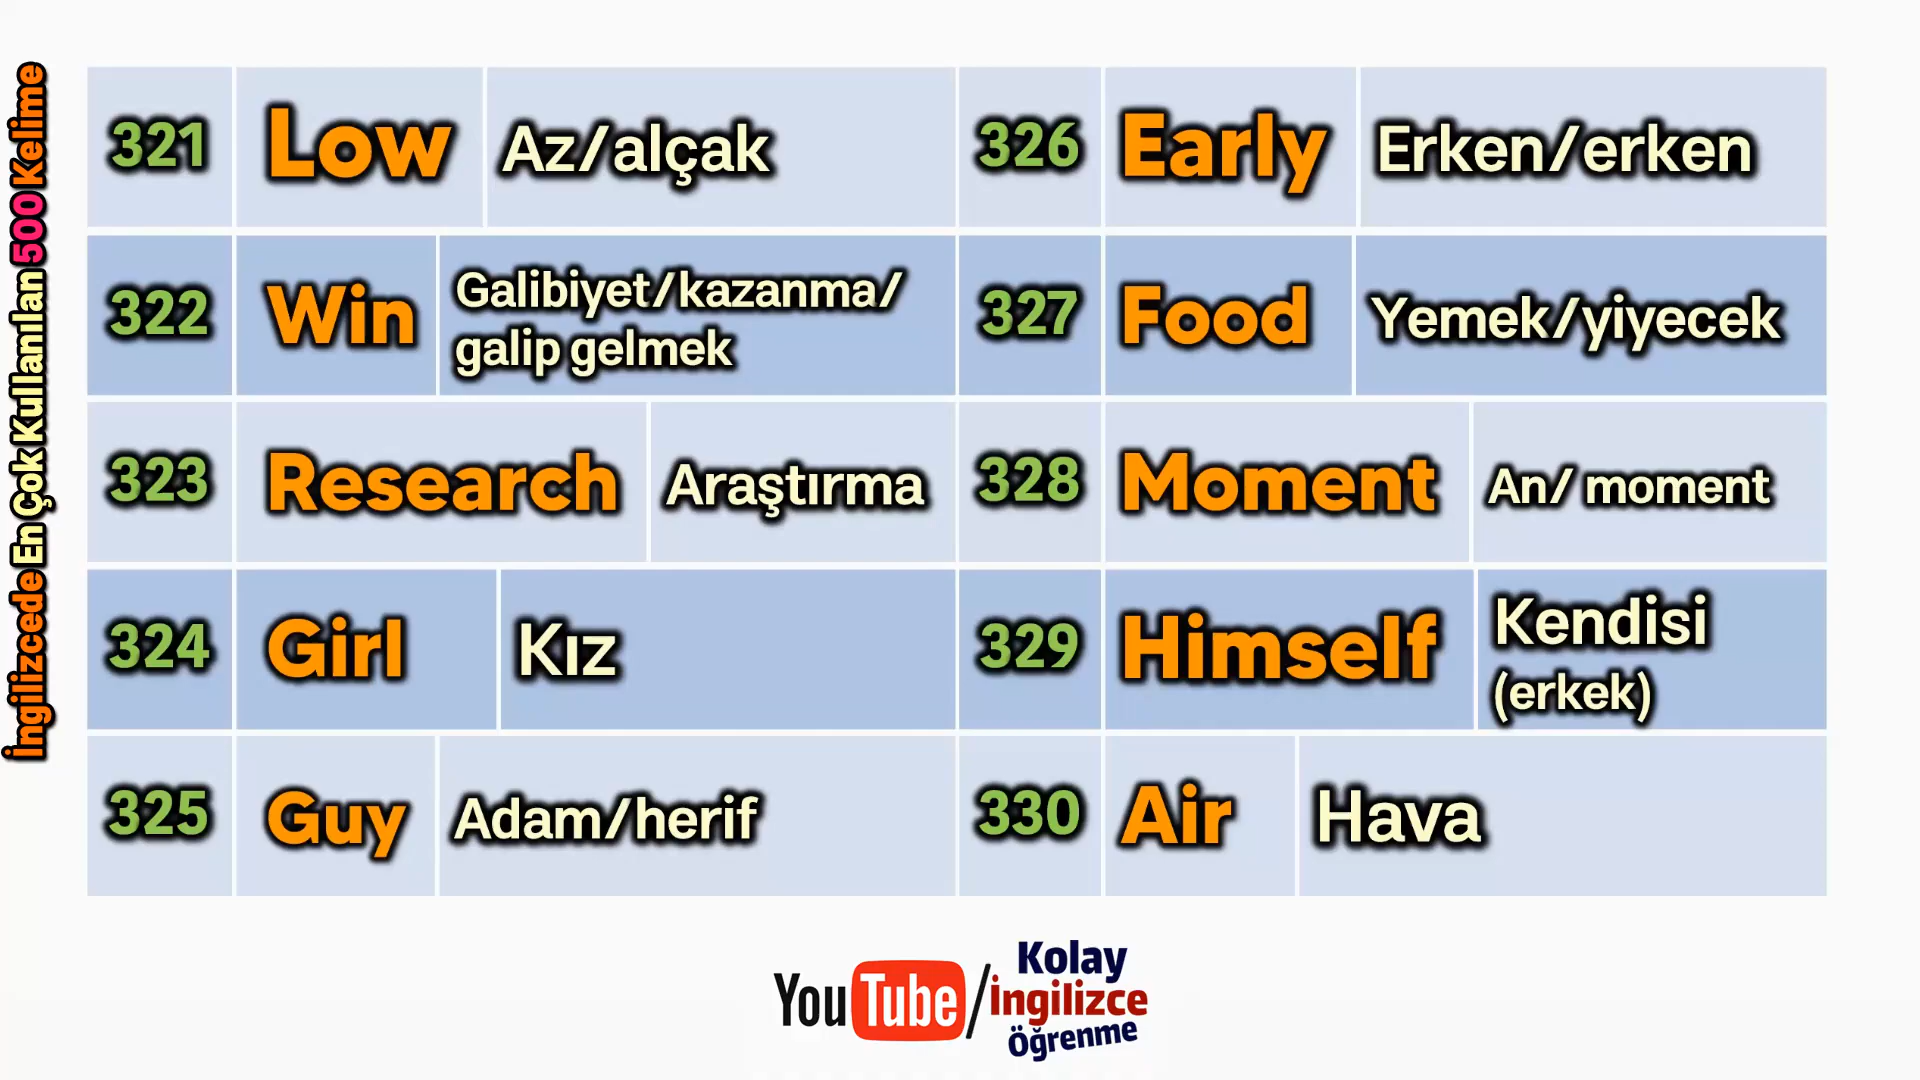 İngilizcede En Çok Kullanılan 500 Kelime
321 Low Az/alçak
322 Win Galibiyet/kazanma/
galip gelmek
323 Research Araştırma
324 Girl Kız
325 Guy Adam/herif
326 Early Erken/erken
327 Food Yemek/yiyecek
328 Moment An/ moment
329 Himself Kendisi
(erkek)
330 Air Hava
YouTube/Kolay
İngilizce
Öğrenme